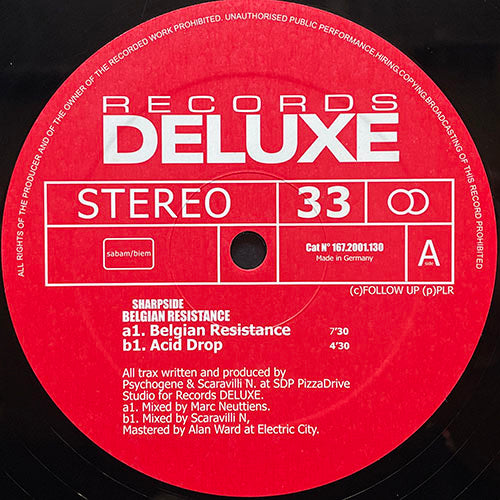 ALL RIGHTS OF THE PRODUCER AND OF THE OWNER OF THE RECORDED WORK PROHIBITED. UNAUTHORISED PUBLIC PERFORMANCE,HIRING,COPYING,BROADCASTING OF THIS RECORD PROHIBITED
RECORDS
DELUXE
STEREO
33
sabam/biem
Cat N° 167.2001.130
Made in Germany
A
side
(c)FOLLOW UP (p)PLR
SHARPSIDE
BELGIAN RESISTANCE
a1. Belgian Resistance 7'30
b1. Acid Drop 4'30
All trax written and produced by
Psychogene & Scaravilli N. at SDP PizzaDrive
Studio for Records DELUXE.
a1. Mixed by Marc Neuttiens.
b1. Mixed by Scaravilli N,
Mastered by Alan Ward at Electric City.